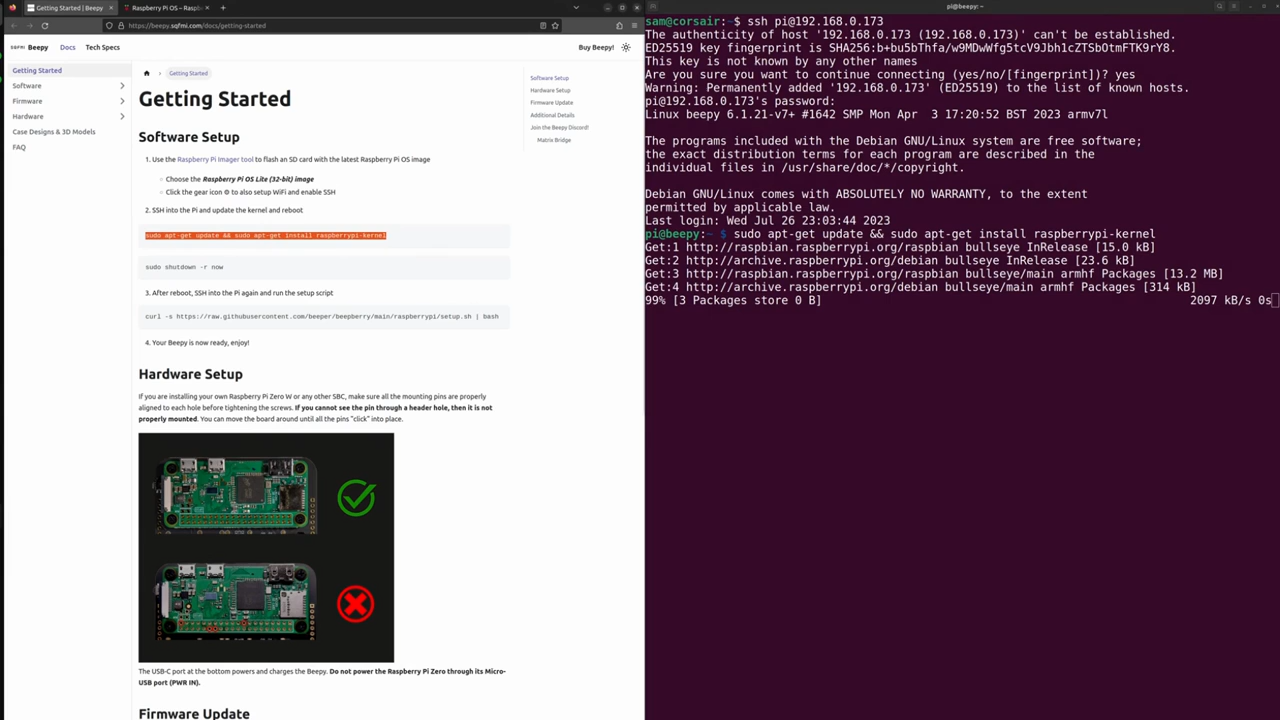 Getting Started | Beepy
Raspberry Pi OS – Raspberry
https://beepy.sqfmi.com/docs/getting-started
SQFMI Beepy
Docs
Tech Specs
Buy Beepy!
Getting Started
Software
Firmware
Hardware
Case Designs & 3D Models
FAQ
Getting Started
Getting Started
Software Setup
1. Use the Raspberry Pi Imager tool to flash an SD card with the latest Raspberry Pi OS image
Choose the Raspberry Pi OS Lite (32-bit) image
Click the gear icon ⚙ to also setup WiFi and enable SSH
2. SSH into the Pi and update the kernel and reboot
sudo apt-get update && sudo apt-get install raspberrypi-kernel
sudo shutdown -r now
3. After reboot, SSH into the Pi again and run the setup script
curl -s https://raw.githubusercontent.com/beeper/beepberry/main/raspberrypi/setup.sh | bash
4. Your Beepy is now ready, enjoy!
Hardware Setup
If you are installing your own Raspberry Pi Zero W or any other SBC, make sure all the mounting pins are properly
aligned to each hole before tightening the screws. If you cannot see the pin through a header hole, then it is not
properly mounted. You can move the board around until all the pins "click" into place.
The USB-C port at the bottom powers and charges the Beepy. Do not power the Raspberry Pi Zero through its Micro-
USB port (PWR IN).
Firmware Update
Software Setup
Hardware Setup
Firmware Update
Additional Details
Join the Beepy Discord!
Matrix Bridge
pi@beepy: ~
sam@corsair:~$ ssh pi@192.168.0.173
The authenticity of host '192.168.0.173 (192.168.0.173)' can't be established.
ED25519 key fingerprint is SHA256:b+bu5bThfa/w9MDwWfg5tcV9Jbh1cZTSbOtmFTK9rY8.
This key is not known by any other names
Are you sure you want to continue connecting (yes/no/[fingerprint])? yes
Warning: Permanently added '192.168.0.173' (ED25519) to the list of known hosts.
pi@192.168.0.173's password:
Linux beepy 6.1.21-v7+ #1642 SMP Mon Apr  3 17:20:52 BST 2023 armv7l
The programs included with the Debian GNU/Linux system are free software;
the exact distribution terms for each program are described in the
individual files in /usr/share/doc/*/copyright.
Debian GNU/Linux comes with ABSOLUTELY NO WARRANTY, to the extent
permitted by applicable law.
Last login: Wed Jul 26 23:03:44 2023
pi@beepy:~ $ sudo apt-get update && sudo apt-get install raspberrypi-kernel
Get:1 http://raspbian.raspberrypi.org/raspbian bullseye InRelease [15.0 kB]
Get:2 http://archive.raspberrypi.org/debian bullseye InRelease [23.6 kB]
Get:3 http://raspbian.raspberrypi.org/raspbian bullseye/main armhf Packages [13.2 MB]
Get:4 http://archive.raspberrypi.org/debian bullseye/main armhf Packages [314 kB]
99% [3 Packages store 0 B] 2097 kB/s 0s